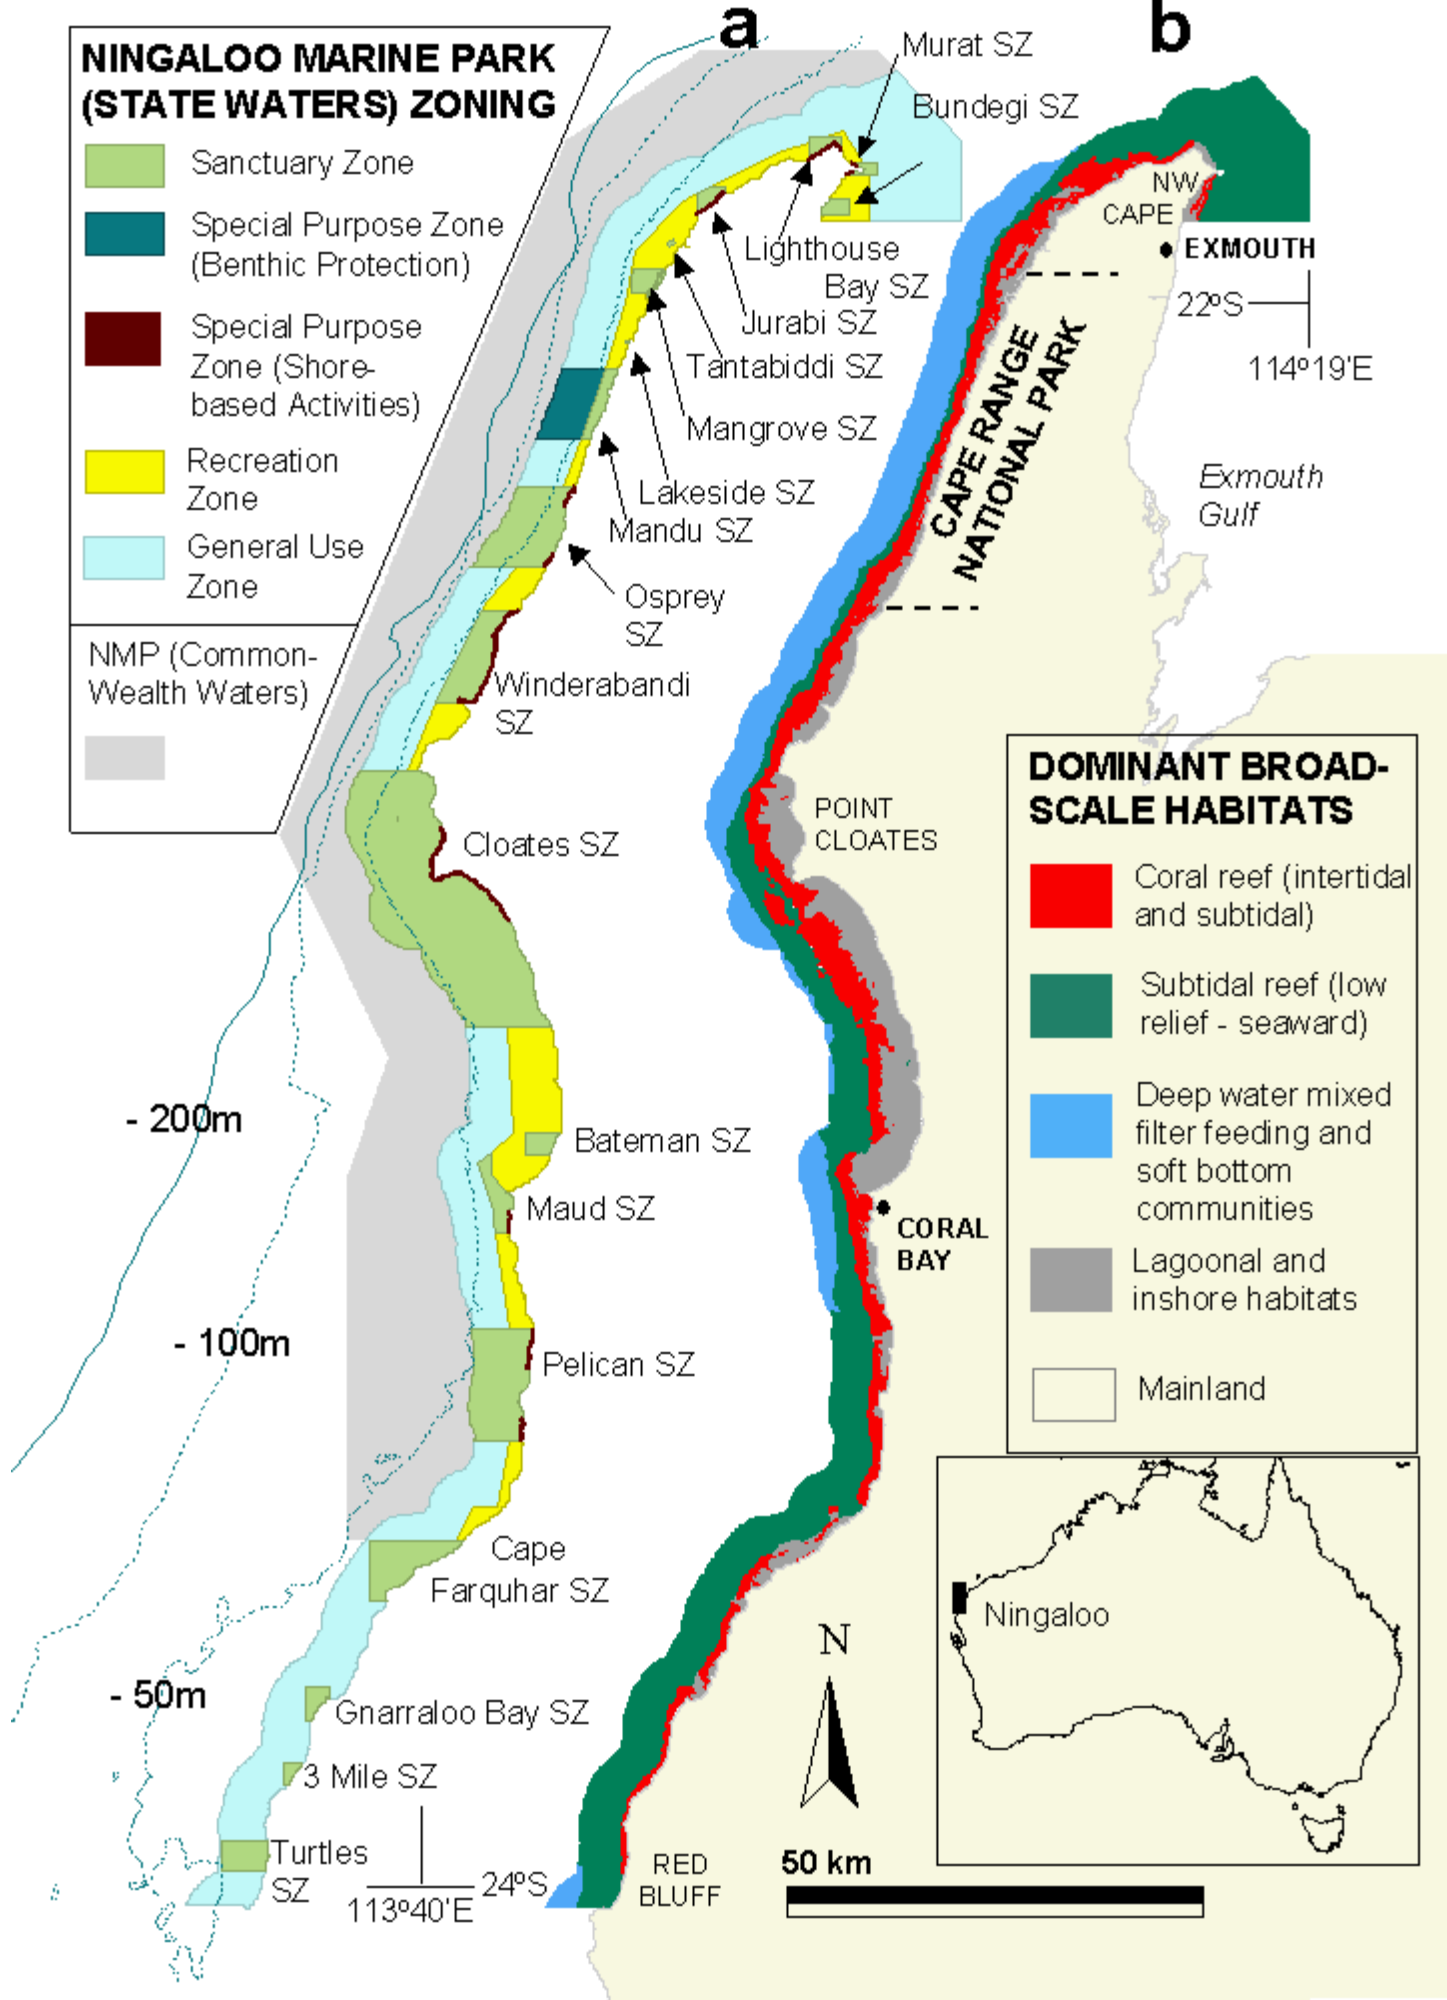 a
b
NINGALOO MARINE PARK
(STATE WATERS) ZONING
Sanctuary Zone
Special Purpose Zone
(Benthic Protection)
Special Purpose
Zone (Shore-
based Activities)
Recreation
Zone
General Use
Zone
NMP (Common-
Wealth Waters)
Murat SZ
Bundegi SZ
Lighthouse
Bay SZ
Jurabi SZ
Tantabiddi SZ
Mangrove SZ
Lakeside SZ
Mandu SZ
Osprey
SZ
Winderabandi
SZ
Cloates SZ
Bateman SZ
Maud SZ
Pelican SZ
Cape
Farquhar SZ
Gnarraloo Bay SZ
3 Mile SZ
Turtles
SZ
- 200m
- 100m
- 50m
113º40'E
24ºS
NW
CAPE
EXMOUTH
22ºS
114º19'E
CAPE RANGE
NATIONAL PARK
Exmouth
Gulf
POINT
CLOATES
CORAL
BAY
RED
BLUFF
DOMINANT BROAD-
SCALE HABITATS
Coral reef (intertidal
and subtidal)
Subtidal reef (low
relief - seaward)
Deep water mixed
filter feeding and
soft bottom
communities
Lagoonal and
inshore habitats
Mainland
Ningaloo
N
50 km